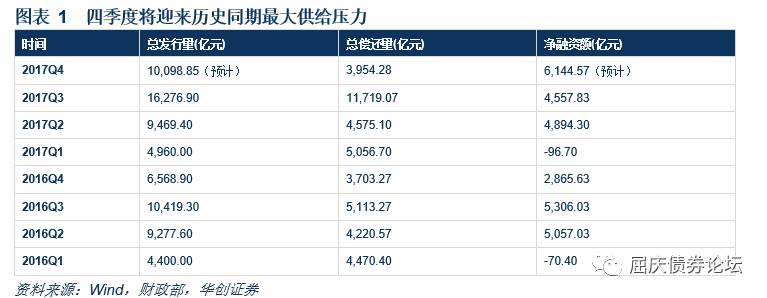 图表 1 四季度将迎来历史同期最大供给压力
时间 总发行量(亿元) 总偿还量(亿元) 净融资额(亿元)
2017Q4 10,098.85（预计） 3,954.28 6,144.57（预计）
2017Q3 16,276.90 11,719.07 4,557.83
2017Q2 9,469.40 4,575.10 4,894.30
2017Q1 4,960.00 5,056.70 -96.70
2016Q4 6,568.90 3,703.27 2,865.63
2016Q3 10,419.30 5,113.27 5,306.03
2016Q2 9,277.60 4,220.57 5,057.03
2016Q1 4,400.00 4,470.40 -70.40
屈庆债券论坛
资料来源：Wind，财政部，华创证券